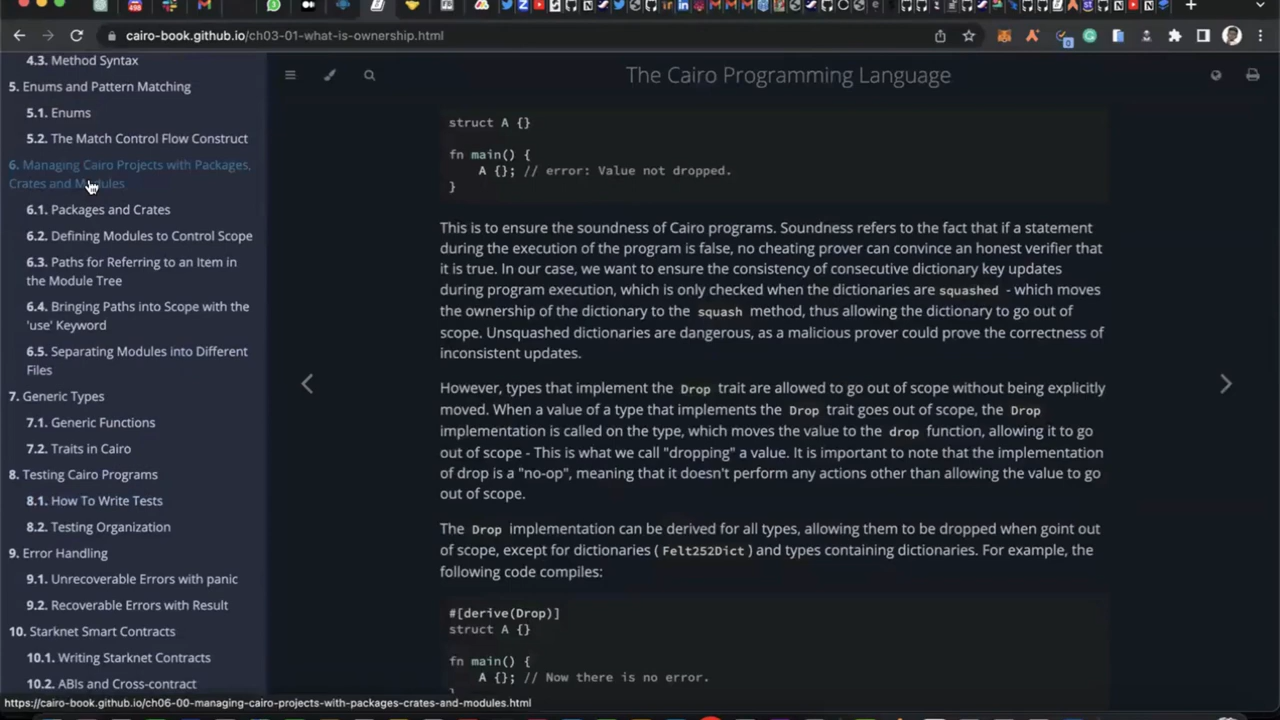 cairo-book.github.io/ch03-01-what-is-ownership.html
4.3. Method Syntax
5. Enums and Pattern Matching
5.1. Enums
5.2. The Match Control Flow Construct
6. Managing Cairo Projects with Packages,
Crates and Modules
6.1. Packages and Crates
6.2. Defining Modules to Control Scope
6.3. Paths for Referring to an Item in
the Module Tree
6.4. Bringing Paths into Scope with the
'use' Keyword
6.5. Separating Modules into Different
Files
7. Generic Types
7.1. Generic Functions
7.2. Traits in Cairo
8. Testing Cairo Programs
8.1. How To Write Tests
8.2. Testing Organization
9. Error Handling
9.1. Unrecoverable Errors with panic
9.2. Recoverable Errors with Result
10. Starknet Smart Contracts
10.1. Writing Starknet Contracts
10.2. ABIs and Cross-contract
https://cairo-book.github.io/ch06-00-managing-cairo-projects-with-packages-crates-and-modules.html
The Cairo Programming Language
struct A {}
fn main() {
A {}; // error: Value not dropped.
}
This is to ensure the soundness of Cairo programs. Soundness refers to the fact that if a statement
during the execution of the program is false, no cheating prover can convince an honest verifier that
it is true. In our case, we want to ensure the consistency of consecutive dictionary key updates
during program execution, which is only checked when the dictionaries are squashed - which moves
the ownership of the dictionary to the squash method, thus allowing the dictionary to go out of
scope. Unsquashed dictionaries are dangerous, as a malicious prover could prove the correctness of
inconsistent updates.
However, types that implement the Drop trait are allowed to go out of scope without being explicitly
moved. When a value of a type that implements the Drop trait goes out of scope, the Drop
implementation is called on the type, which moves the value to the drop function, allowing it to go
out of scope - This is what we call "dropping" a value. It is important to note that the implementation
of drop is a "no-op", meaning that it doesn't perform any actions other than allowing the value to go
out of scope.
The Drop implementation can be derived for all types, allowing them to be dropped when goint out
of scope, except for dictionaries (Felt252Dict) and types containing dictionaries. For example, the
following code compiles:
#[derive(Drop)]
struct A {}
fn main() {
A {}; // Now there is no error.
}